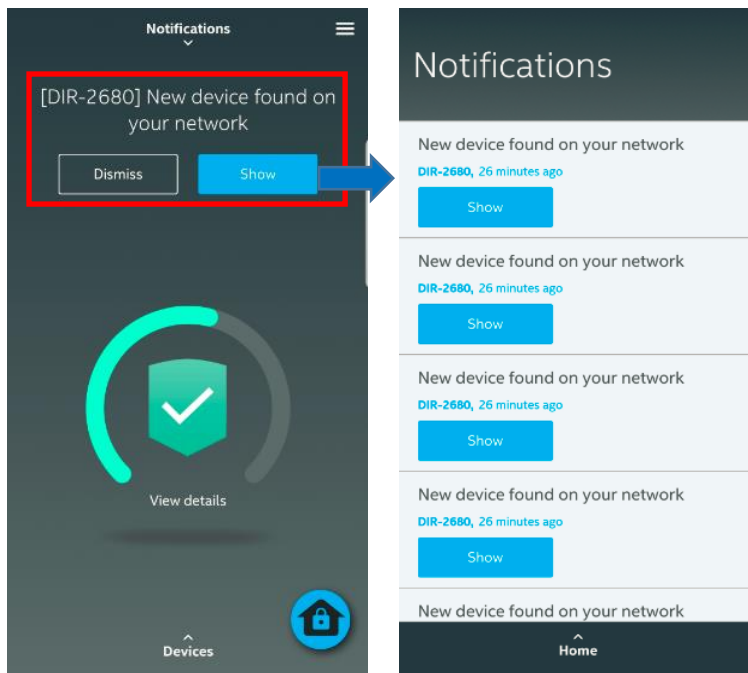 Notifications
[DIR-2680] New device found on
your network
Dismiss
Show
View details
Devices
Notifications
New device found on your network
DIR-2680, 26 minutes ago
Show
New device found on your network
DIR-2680, 26 minutes ago
Show
New device found on your network
DIR-2680, 26 minutes ago
Show
New device found on your network
DIR-2680, 26 minutes ago
Show
New device found on your network
Home